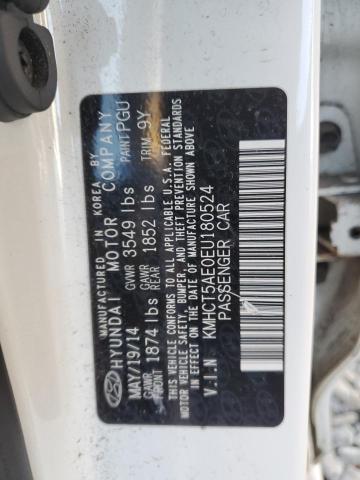 MANUFACTURED IN KOREA BY
HYUNDAI MOTOR COMPANY
MAY/19/14 GVWR 3549 lbs PAINT PGU
GAWR FRONT 1874 lbs GAWR REAR 1852 lbs TRIM 9Y
THIS VEHICLE CONFORMS TO ALL APPLICABLE U.S.A. FEDERAL
MOTOR VEHICLE SAFETY, BUMPER, AND THEFT PREVENTION STANDARDS
IN EFFECT ON THE DATE OF MANUFACTURE SHOWN ABOVE.
V.I.N. KMHCT5AE0EU180524
PASSENGER CAR